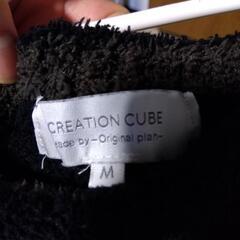 CREATION CUBE
made by-Original plan-
M